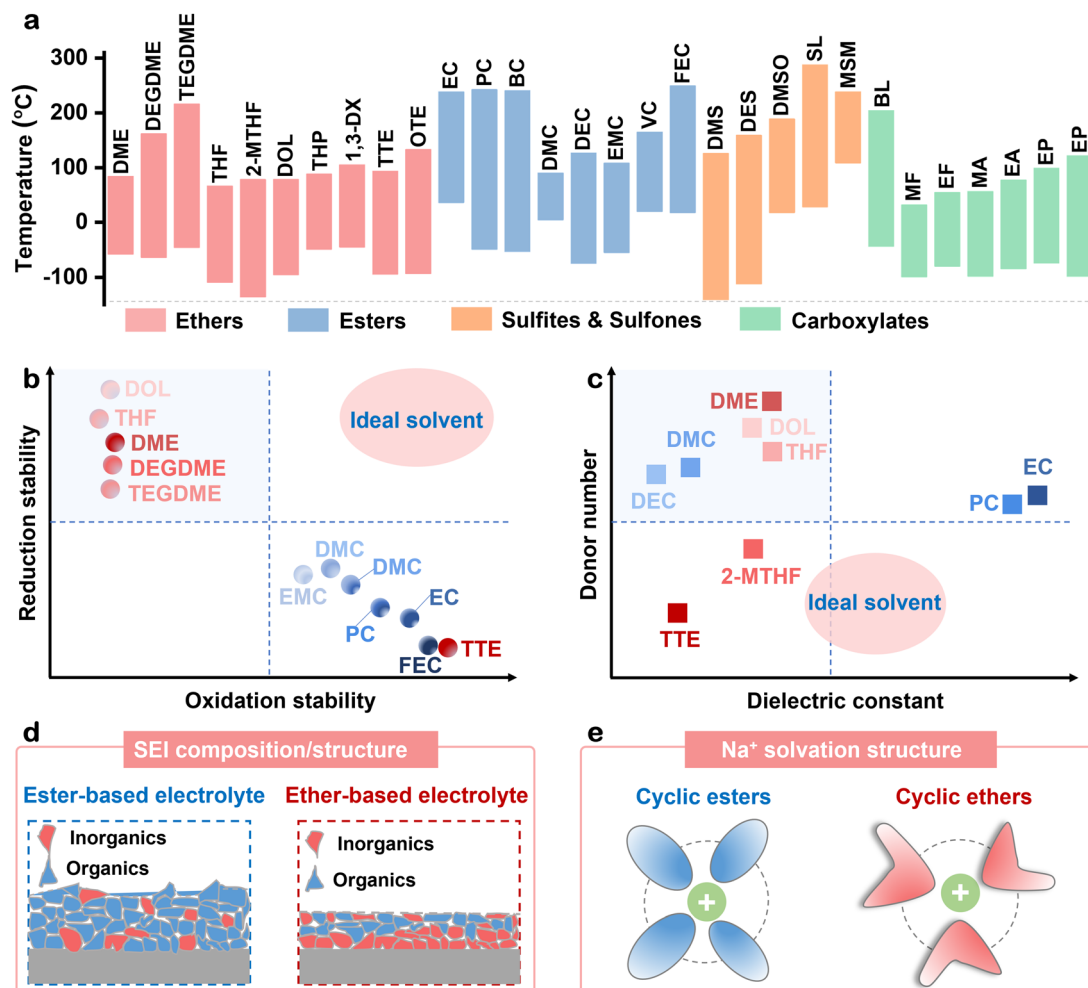 a
Temperature (°C)
300
200
100
0
-100
DME
DEGDME
TEGDME
THF
2-MTHF
DOL
THP
1,3-DX
TTE
OTE
EC
PC
BC
DMC
DEC
EMC
VC
FEC
DMS
DES
DMSO
SL
MSM
BL
MF
EF
MA
EA
EP
EP
Ethers
Esters
Sulfites & Sulfones
Carboxylates
b
Reduction stability
DOL
THF
DME
DEGDME
TEGDME
Ideal solvent
DMC
DMC
EMC
EC
PC
FEC
TTE
Oxidation stability
c
Donor number
DME
DOL
THF
DMC
DEC
EC
PC
2-MTHF
Ideal solvent
TTE
Dielectric constant
d
SEI composition/structure
Ester-based electrolyte
Inorganics
Organics
Ether-based electrolyte
Inorganics
Organics
e
Na⁺ solvation structure
Cyclic esters
+
Cyclic ethers
+